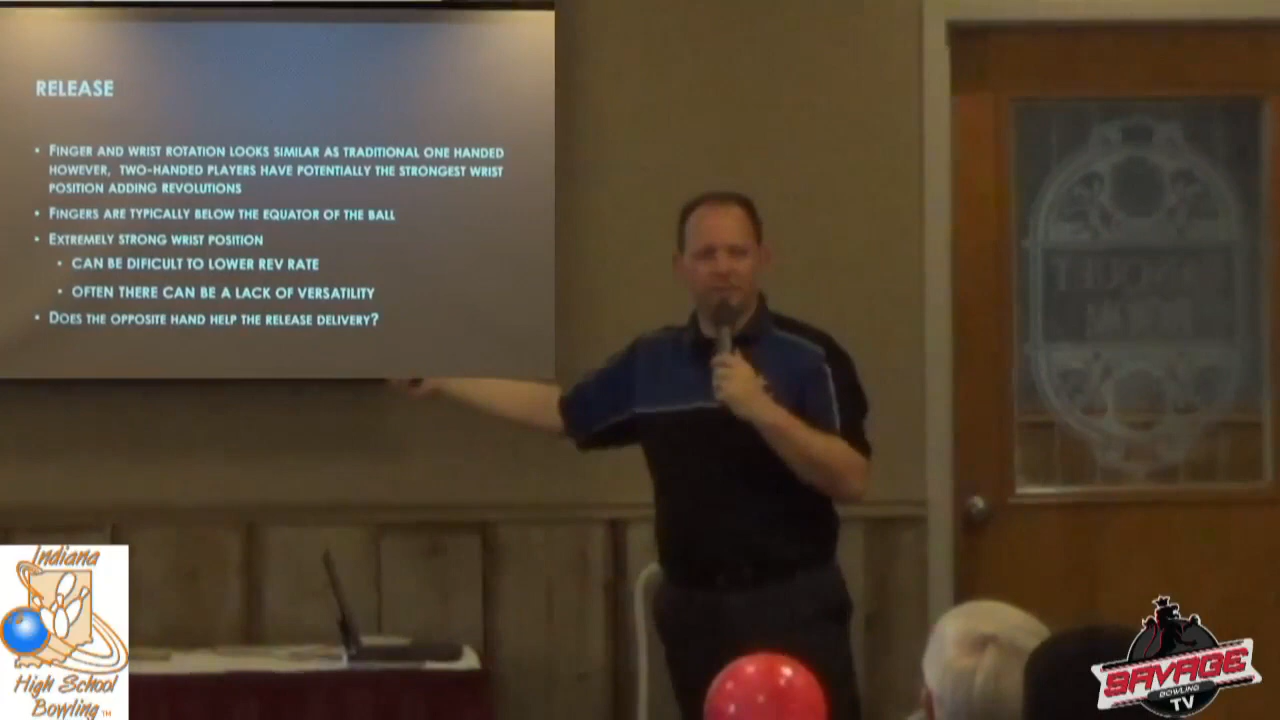 RELEASE
• FINGER AND WRIST ROTATION LOOKS SIMILAR AS TRADITIONAL ONE HANDED
HOWEVER, TWO-HANDED PLAYERS HAVE POTENTIALLY THE STRONGEST WRIST
POSITION ADDING REVOLUTIONS
• FINGERS ARE TYPICALLY BELOW THE EQUATOR OF THE BALL
• EXTREMELY STRONG WRIST POSITION
• CAN BE DIFICULT TO LOWER REV RATE
• OFTEN THERE CAN BE A LACK OF VERSATILITY
• DOES THE OPPOSITE HAND HELP THE RELEASE DELIVERY?
Indiana
High School
Bowling™
SAVAGE
BOWLING
TV